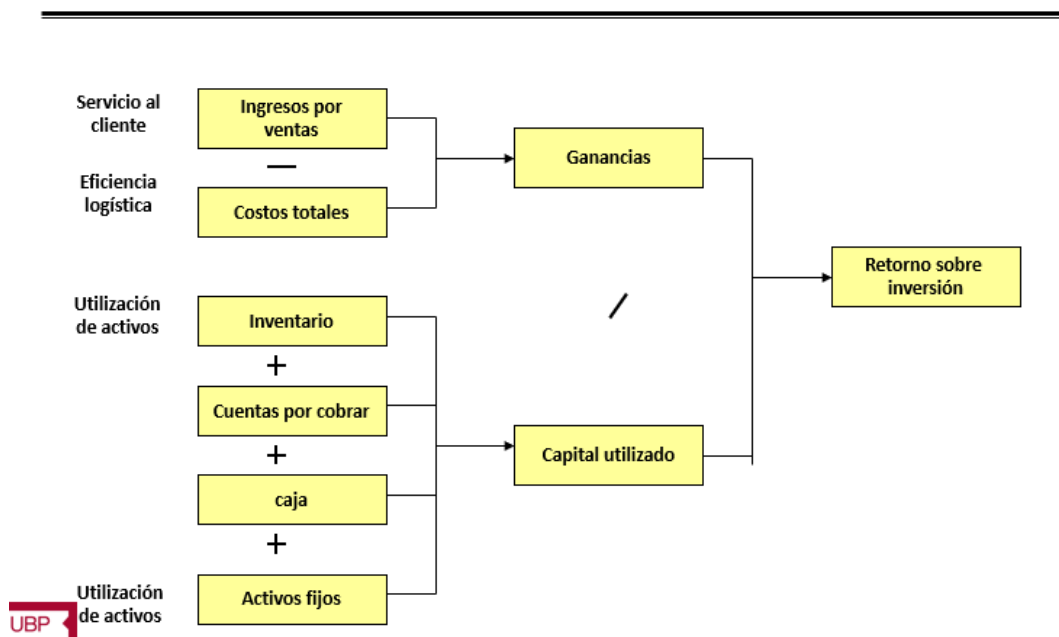 Servicio al
cliente
Ingresos por
ventas
—
Eficiencia
logística
Costos totales
Ganancias
Retorno sobre
inversión
/
Utilización
de activos
Inventario
+
Cuentas por cobrar
+
caja
+
Capital utilizado
Utilización
de activos
Activos fijos
UBP